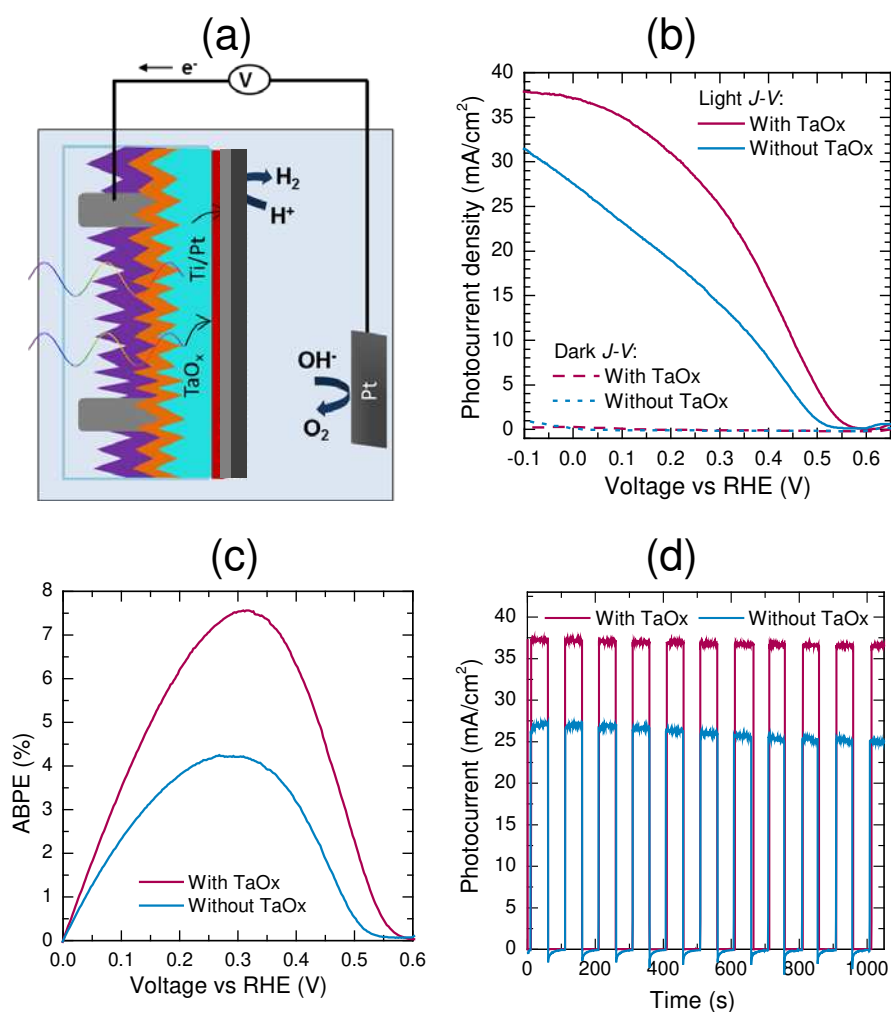 (a)
e-
V
H2
H+
Ti/Pt
TaOx
OH-
O2
Pt
(b)
Photocurrent density (mA/cm2)
40
35
30
25
20
15
10
5
0
Light J-V:
With TaOx
Without TaOx
Dark J-V:
With TaOx
Without TaOx
-0.1 0.0 0.1 0.2 0.3 0.4 0.5 0.6
Voltage vs RHE (V)
(c)
ABPE (%)
8
7
6
5
4
3
2
1
0
With TaOx
Without TaOx
0.0 0.1 0.2 0.3 0.4 0.5 0.6
Voltage vs RHE (V)
(d)
Photocurrent (mA/cm2)
40
35
30
25
20
15
10
5
0
With TaOx Without TaOx
0 200 400 600 800 1000
Time (s)